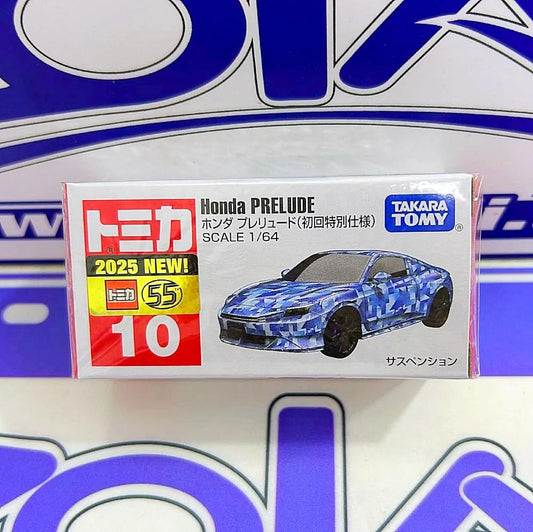 Honda PRELUDE
ホンダ プレリュード(初回特別仕様)
SCALE 1/64
トミカ
2025 NEW!
トミカ 55
10
TAKARA
TOMY
®
サスペンション